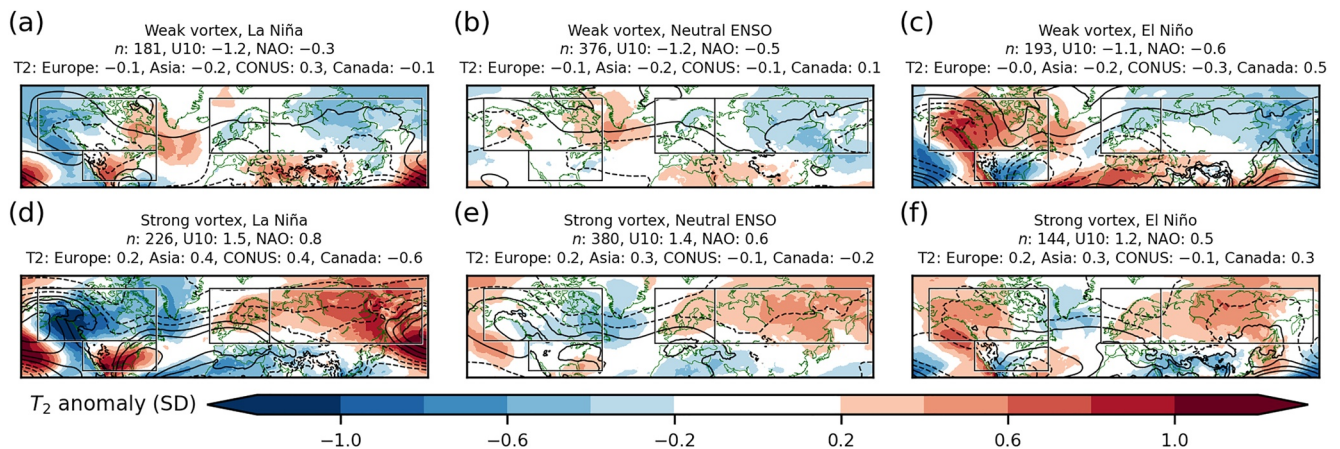 (a)
Weak vortex, La Niña
n: 181, U10: −1.2, NAO: −0.3
T2: Europe: −0.1, Asia: −0.2, CONUS: 0.3, Canada: −0.1
(b)
Weak vortex, Neutral ENSO
n: 376, U10: −1.2, NAO: −0.5
T2: Europe: −0.1, Asia: −0.2, CONUS: −0.1, Canada: 0.1
(c)
Weak vortex, El Niño
n: 193, U10: −1.1, NAO: −0.6
T2: Europe: −0.0, Asia: −0.2, CONUS: −0.3, Canada: 0.5
(d)
Strong vortex, La Niña
n: 226, U10: 1.5, NAO: 0.8
T2: Europe: 0.2, Asia: 0.4, CONUS: 0.4, Canada: −0.6
(e)
Strong vortex, Neutral ENSO
n: 380, U10: 1.4, NAO: 0.6
T2: Europe: 0.2, Asia: 0.3, CONUS: −0.1, Canada: −0.2
(f)
Strong vortex, El Niño
n: 144, U10: 1.2, NAO: 0.5
T2: Europe: 0.2, Asia: 0.3, CONUS: −0.1, Canada: 0.3
T2 anomaly (SD)
−1.0 −0.6 −0.2 0.2 0.6 1.0